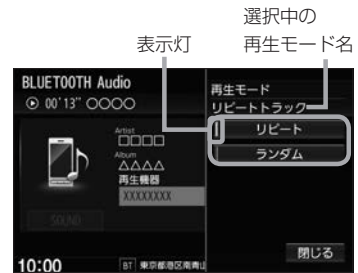 選択中の
表示灯
再生モード名
BLUETOOTH Audio
00'13" ○○○○
再生モード
リピートトラック
Artist
□□□□
リピート
Album
△△△△
ランダム
再生機器
XXXXXXXX
SOUND
閉じる
10:00
BT 東京都港区南青山